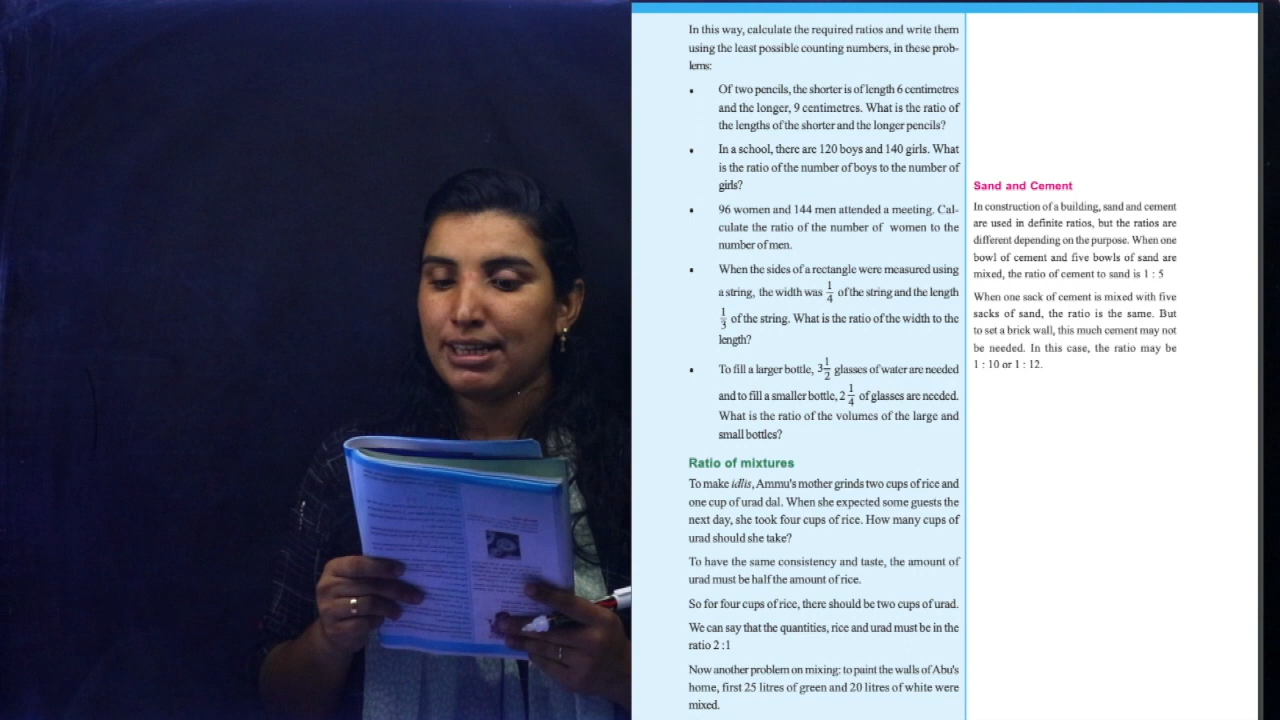 In this way, calculate the required ratios and write them
using the least possible counting numbers, in these prob-
lems:
• Of two pencils, the shorter is of length 6 centimetres
and the longer, 9 centimetres. What is the ratio of
the lengths of the shorter and the longer pencils?
• In a school, there are 120 boys and 140 girls. What
is the ratio of the number of boys to the number of
girls?
• 96 women and 144 men attended a meeting. Cal-
culate the ratio of the number of women to the
number of men.
• When the sides of a rectangle were measured using
a string, the width was 1/4 of the string and the length
1/3 of the string. What is the ratio of the width to the
length?
• To fill a larger bottle, 3 1/2 glasses of water are needed
and to fill a smaller bottle, 2 1/4 of glasses are needed.
What is the ratio of the volumes of the large and
small bottles?
Ratio of mixtures
To make idlis, Ammu's mother grinds two cups of rice and
one cup of urad dal. When she expected some guests the
next day, she took four cups of rice. How many cups of
urad should she take?
To have the same consistency and taste, the amount of
urad must be half the amount of rice.
So for four cups of rice, there should be two cups of urad.
We can say that the quantities, rice and urad must be in the
ratio 2 :1
Now another problem on mixing: to paint the walls of Abu's
home, first 25 litres of green and 20 litres of white were
mixed.
Sand and Cement
In construction of a building, sand and cement
are used in definite ratios, but the ratios are
different depending on the purpose. When one
bowl of cement and five bowls of sand are
mixed, the ratio of cement to sand is 1 : 5
When one sack of cement is mixed with five
sacks of sand, the ratio is the same. But
to set a brick wall, this much cement may not
be needed. In this case, the ratio may be
1 : 10 or 1 : 12.